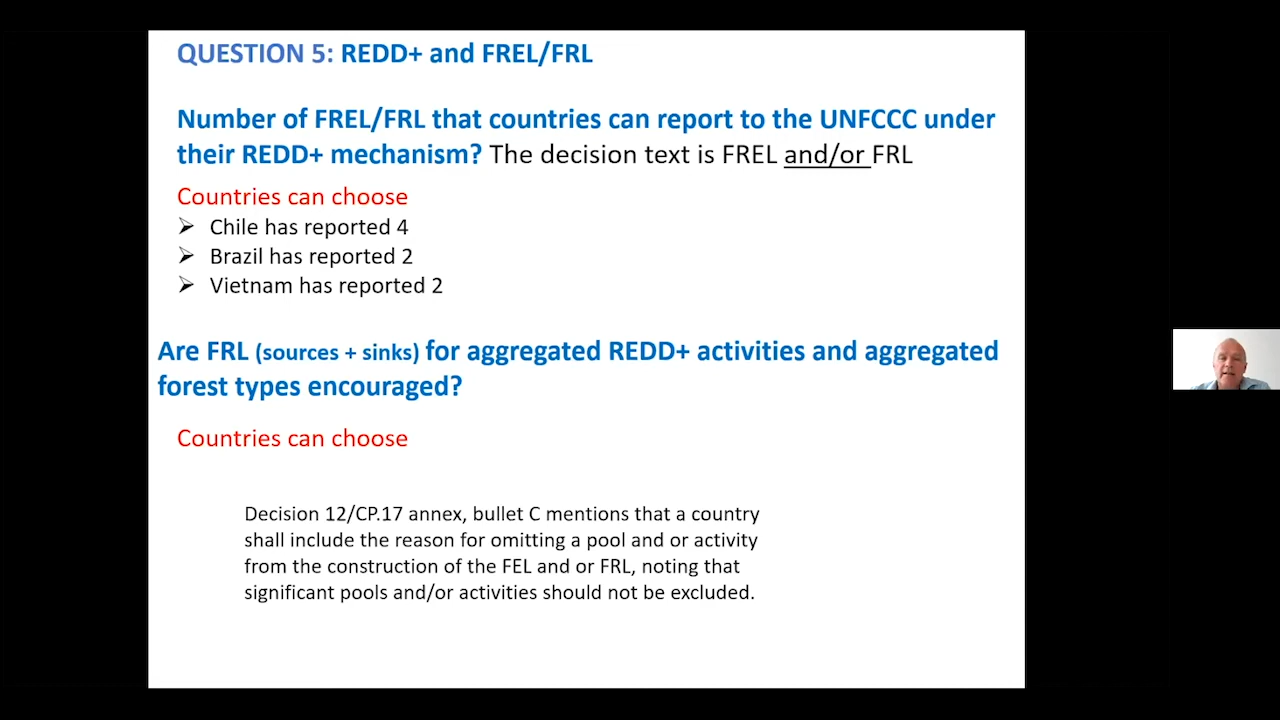 QUESTION 5: REDD+ and FREL/FRL
Number of FREL/FRL that countries can report to the UNFCCC under
their REDD+ mechanism? The decision text is FREL and/or FRL
Countries can choose
➢ Chile has reported 4
➢ Brazil has reported 2
➢ Vietnam has reported 2
Are FRL (sources + sinks) for aggregated REDD+ activities and aggregated
forest types encouraged?
Countries can choose
Decision 12/CP.17 annex, bullet C mentions that a country
shall include the reason for omitting a pool and or activity
from the construction of the FEL and or FRL, noting that
significant pools and/or activities should not be excluded.